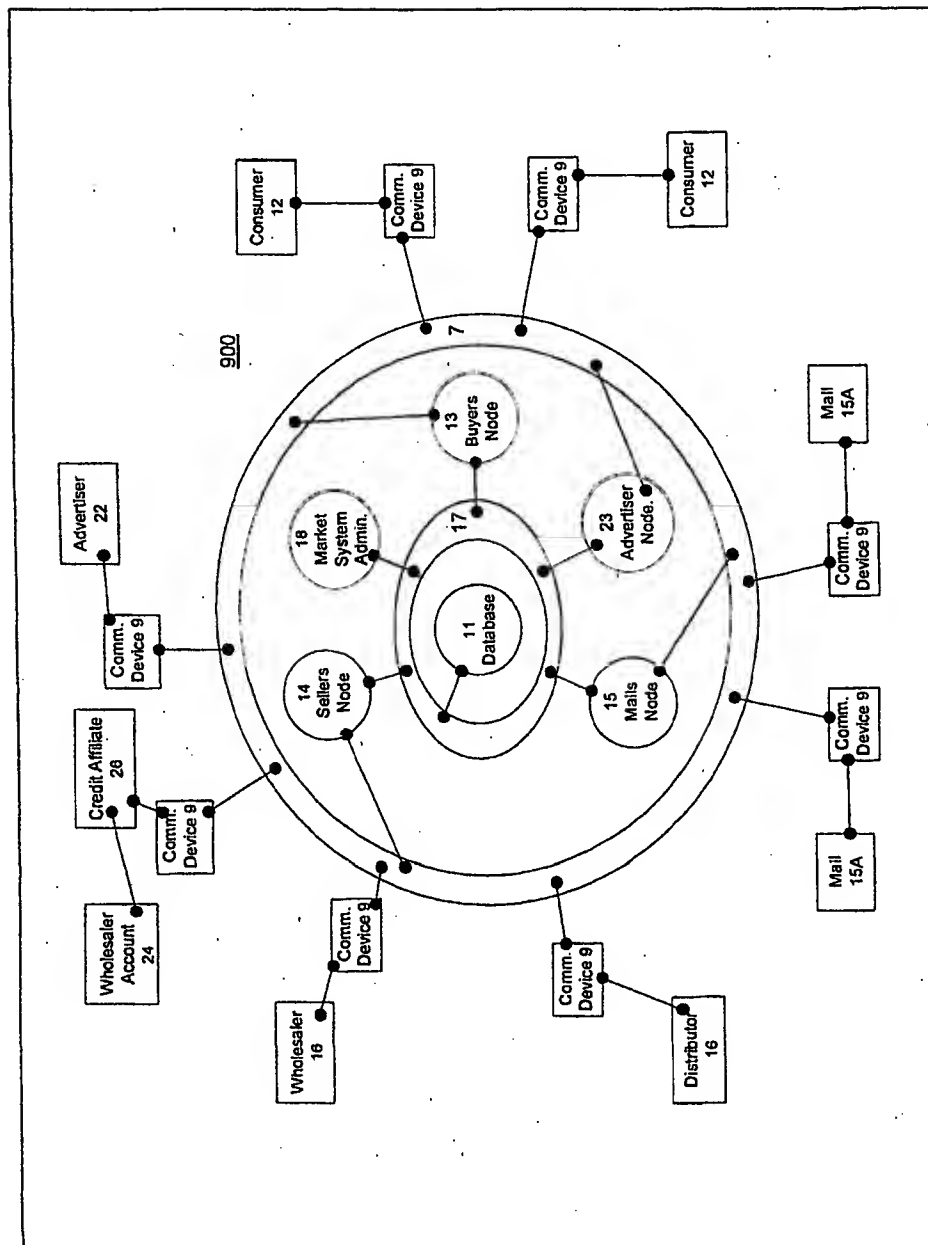 Consumer
12
Comm.
Device 9
Comm.
Device 9
Consumer
12
900
7
Advertiser
22
Comm.
Device 9
Credit Affiliate
26
Comm.
Device 9
Wholesaler
Account
24
Wholesaler
16
Comm.
Device 9
18
Market
System
Admin.
13
Buyers
Node
14
Sellers
Node
17
11
Database
23
Advertiser
Node.
15
Mails
Node
Mail
15A
Comm.
Device 9
Comm.
Device 9
Mail
15A
Comm.
Device 9
Distributor
16